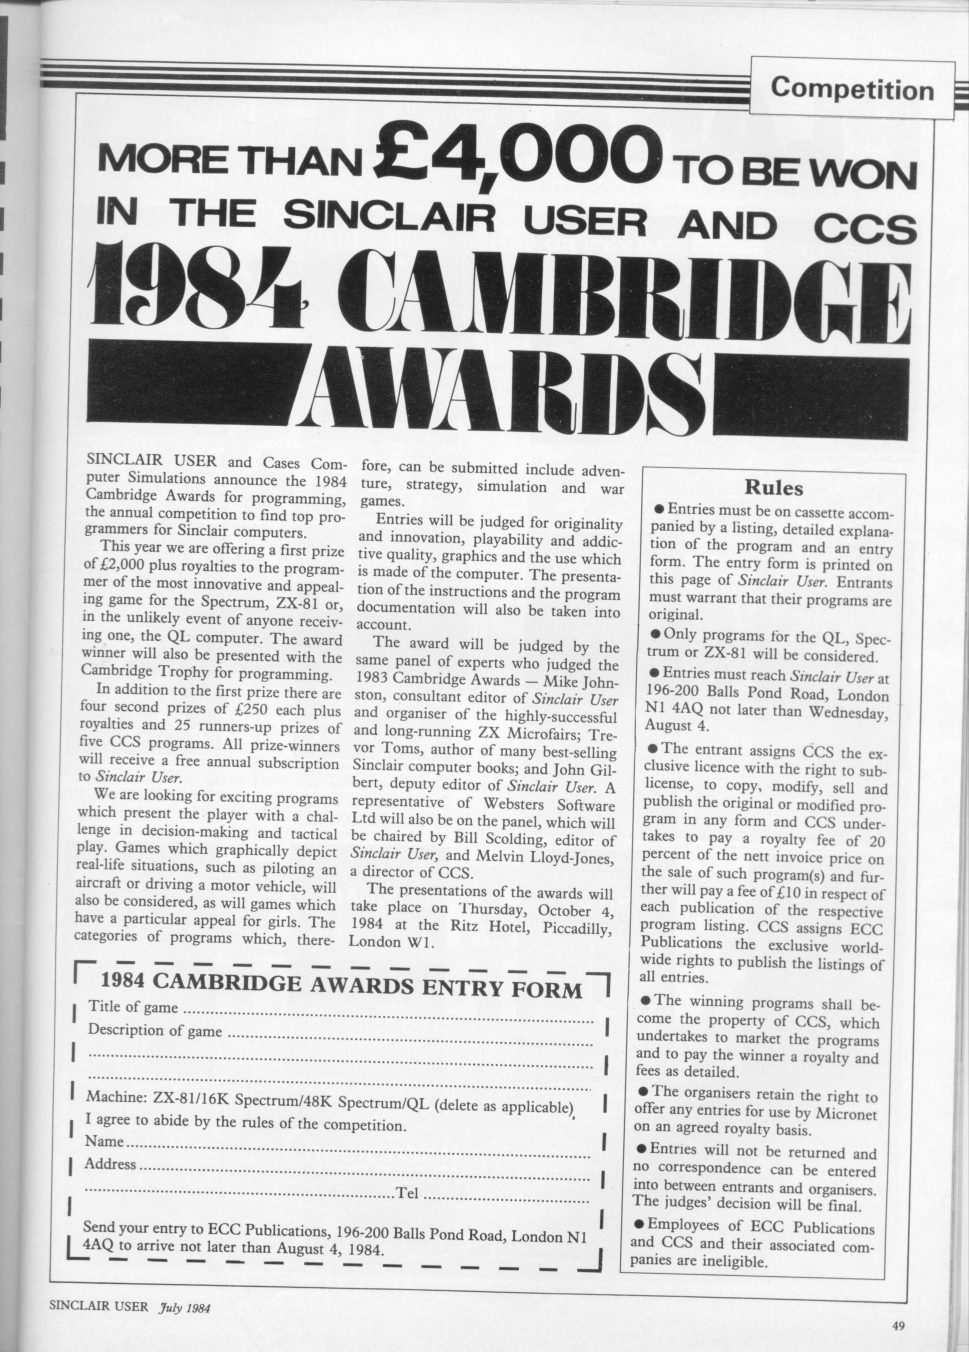 Competition
MORE THAN £4,000 TO BE WON
IN THE SINCLAIR USER AND CCS
1984 CAMBRIDGE
AWARDS
SINCLAIR USER and Cases Com-
puter Simulations announce the 1984
Cambridge Awards for programming,
the annual competition to find top pro-
grammers for Sinclair computers.
This year we are offering a first prize
of £2,000 plus royalties to the program-
mer of the most innovative and appeal-
ing game for the Spectrum, ZX-81 or,
in the unlikely event of anyone receiv-
ing one, the QL computer. The award
winner will also be presented with the
Cambridge Trophy for programming.
In addition to the first prize there are
four second prizes of £250 each plus
royalties and 25 runners-up prizes of
five CCS programs. All prize-winners
will receive a free annual subscription
to Sinclair User.
We are looking for exciting programs
which present the player with a chal-
lenge in decision-making and tactical
play. Games which graphically depict
real-life situations, such as piloting an
aircraft or driving a motor vehicle, will
also be considered, as will games which
have a particular appeal for girls. The
categories of programs which, there-
fore, can be submitted include adven-
ture, strategy, simulation and war
games.
Entries will be judged for originality
and innovation, playability and addic-
tive quality, graphics and the use which
is made of the computer. The presenta-
tion of the instructions and the program
documentation will also be taken into
account.
The award will be judged by the
same panel of experts who judged the
1983 Cambridge Awards — Mike John-
ston, consultant editor of Sinclair User
and organiser of the highly-successful
and long-running ZX Microfairs; Tre-
vor Toms, author of many best-selling
Sinclair computer books; and John Gil-
bert, deputy editor of Sinclair User. A
representative of Websters Software
Ltd will also be on the panel, which will
be chaired by Bill Scolding, editor of
Sinclair User, and Melvin Lloyd-Jones,
a director of CCS.
The presentations of the awards will
take place on Thursday, October 4,
1984 at the Ritz Hotel, Piccadilly,
London W1.
Rules
● Entries must be on cassette accom-
panied by a listing, detailed explana-
tion of the program and an entry
form. The entry form is printed on
this page of Sinclair User. Entrants
must warrant that their programs are
original.
● Only programs for the QL, Spec-
trum or ZX-81 will be considered.
● Entries must reach Sinclair User at
196-200 Balls Pond Road, London
N1 4AQ not later than Wednesday,
August 4.
● The entrant assigns CCS the ex-
clusive licence with the right to sub-
license, to copy, modify, sell and
publish the original or modified pro-
gram in any form and CCS under-
takes to pay a royalty fee of 20
percent of the nett invoice price on
the sale of such program(s) and fur-
ther will pay a fee of £10 in respect of
each publication of the respective
program listing. CCS assigns ECC
Publications the exclusive world-
wide rights to publish the listings of
all entries.
● The winning programs shall be-
come the property of CCS, which
undertakes to market the programs
and to pay the winner a royalty and
fees as detailed.
● The organisers retain the right to
offer any entries for use by Micronet
on an agreed royalty basis.
● Entries will not be returned and
no correspondence can be entered
into between entrants and organisers.
The judges' decision will be final.
● Employees of ECC Publications
and CCS and their associated com-
panies are ineligible.
1984 CAMBRIDGE AWARDS ENTRY FORM
Title of game
Description of game
Machine: ZX-81/16K Spectrum/48K Spectrum/QL (delete as applicable)
I agree to abide by the rules of the competition.
Name
Address
Tel
Send your entry to ECC Publications, 196-200 Balls Pond Road, London N1
4AQ to arrive not later than August 4, 1984.
SINCLAIR USER July 1984
49